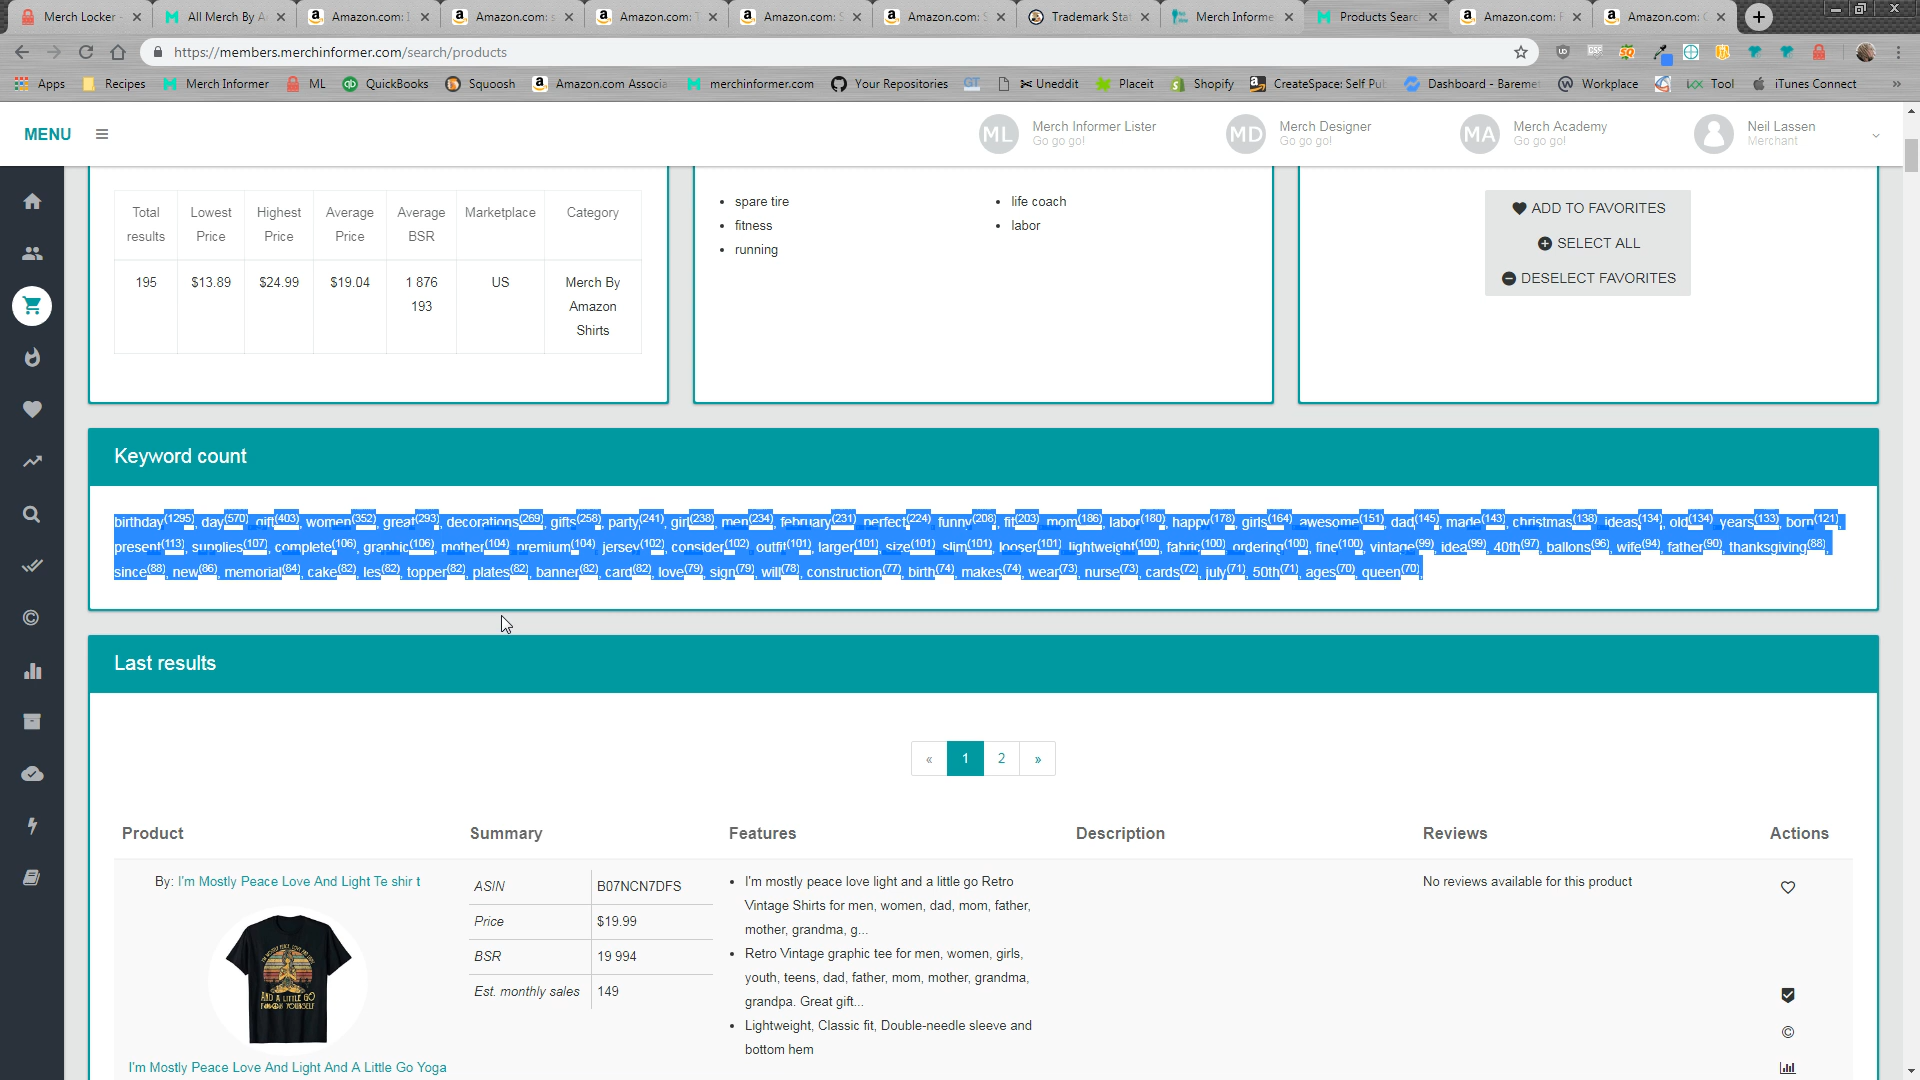 Merch Locker
All Merch By A
Amazon.com: I
Amazon.com: s
Amazon.com: T
Amazon.com: S
Amazon.com: S
Trademark Stat
Merch Informe
Products Searc
Amazon.com: F
Amazon.com:
https://members.merchinformer.com/search/products
Apps
Recipes
Merch Informer
ML
QuickBooks
Squoosh
Amazon.com Associa
merchinformer.com
Your Repositories
GT
Uneddit
Placeit
Shopify
CreateSpace: Self Pub
Dashboard - Bareme
Workplace
Tool
iTunes Connect
»
MENU
ML
Merch Informer Lister
Go go go!
MD
Merch Designer
Go go go!
MA
Merch Academy
Go go go!
Neil Lassen
Merchant
Total results
Lowest Price
Highest Price
Average Price
Average BSR
Marketplace
Category
195
$13.89
$24.99
$19.04
1 876 193
US
Merch By Amazon Shirts
spare tire
fitness
running
life coach
labor
ADD TO FAVORITES
SELECT ALL
DESELECT FAVORITES
Keyword count
birthday(1295), day(570), gift(403), women(352), great(293), decorations(269), gifts(258), party(241), girl(238), men(234), february(231), perfect(224), funny(208), fit(203), mom(186), labor(180), happy(178), girls(164), awesome(151), dad(145), made(143), christmas(138), ideas(134), old(134), years(133), born(121),
present(113), supplies(107), complete(106), graphic(106), mother(104), premium(104), jersey(102), consider(102), outfit(101), larger(101), size(101), slim(101), looser(101), lightweight(100), fabric(100), ordering(100), fine(100), vintage(99), idea(99), 40th(97), ballons(96), wife(94), father(90), thanksgiving(88),
since(88), new(86), memorial(84), cake(82), les(82), topper(82), plates(82), banner(82), card(82), love(79), sign(79), will(78), construction(77), birth(74), makes(74), wear(73), nurse(73), cards(72), july(71), 50th(71), ages(70), queen(70),
Last results
«
1
2
»
Product
Summary
Features
Description
Reviews
Actions
By: I'm Mostly Peace Love And Light Te shir t
AND A LITTLE GO
I'm Mostly Peace Love And Light And A Little Go Yoga
ASIN
B07NCN7DFS
Price
$19.99
BSR
19 994
Est. monthly sales
149
I'm mostly peace love light and a little go Retro
Vintage Shirts for men, women, dad, mom, father,
mother, grandma, g...
Retro Vintage graphic tee for men, women, girls,
youth, teens, dad, father, mom, mother, grandma,
grandpa. Great gift...
Lightweight, Classic fit, Double-needle sleeve and
bottom hem
No reviews available for this product